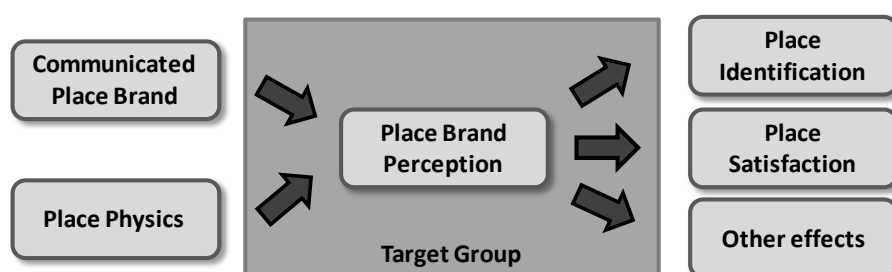 Communicated
Place Brand
Place Physics
Place Brand
Perception
Target Group
Place
Identification
Place
Satisfaction
Other effects